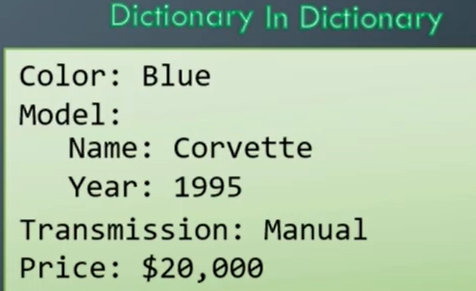 Dictionary In Dictionary
Color: Blue
Model:
Name: Corvette
Year: 1995
Transmission: Manual
Price: $20,000